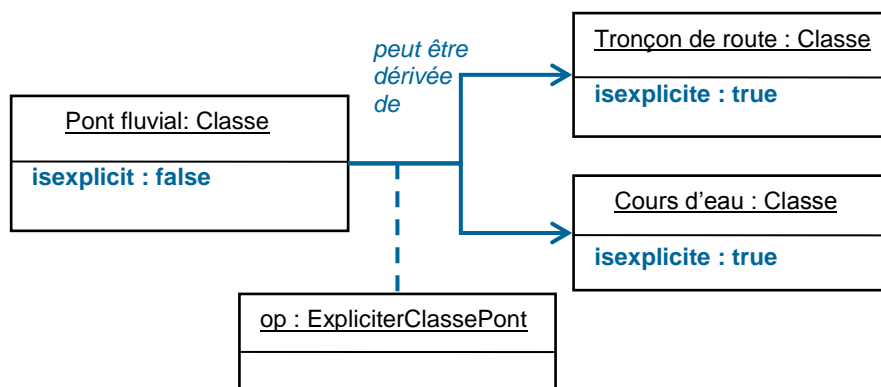 peut être
dérivée
de
Tronçon de route : Classe
isexplicite : true
Pont fluvial: Classe
isexplicit : false
Cours d'eau : Classe
isexplicite : true
op : ExpliciterClassePont